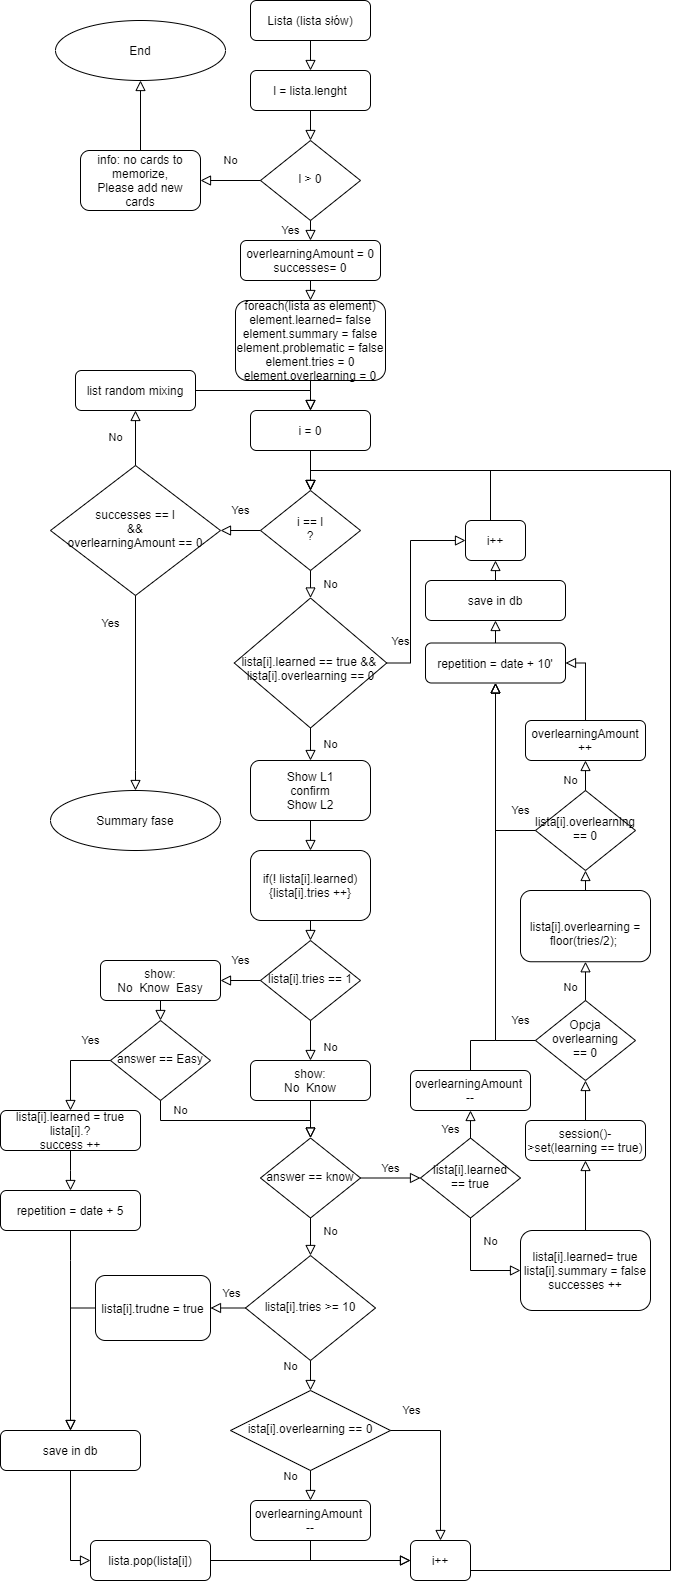 Lista (lista słów)
End
l = lista.lenght
info: no cards to
memorize,
Please add new
cards
No
l > 0
Yes
overlearningAmount = 0
successes= 0
foreach(lista as element)
element.learned= false
element.summary = false
element.problematic = false
element.tries = 0
element.overlearning = 0
list random mixing
i = 0
No
successes == l
&&
overlearningAmount == 0
Yes
i == l
?
i++
No
save in db
Yes
Yes
lista[i].learned == true &&
lista[i].overlearning == 0
repetition = date + 10'
No
overlearningAmount
++
Show L1
confirm
Show L2
No
Summary fase
Yes
lista[i].overlearning
== 0
if(! lista[i].learned)
{lista[i].tries ++}
lista[i].overlearning =
floor(tries/2);
Yes
show:
No  Know  Easy
lista[i].tries == 1
No
Yes
Opcja
overlearning
== 0
Yes
answer == Easy
No
show:
No  Know
overlearningAmount
--
No
lista[i].learned = true
lista[i].?
success ++
Yes
session()-
>set(learning == true)
answer == know
Yes
lista[i].learned
== true
repetition = date + 5
No
No
lista[i].learned= true
lista[i].summary = false
successes ++
lista[i].trudne = true
Yes
lista[i].tries >= 10
No
Yes
save in db
ista[i].overlearning == 0
No
overlearningAmount
--
lista.pop(lista[i])
i++